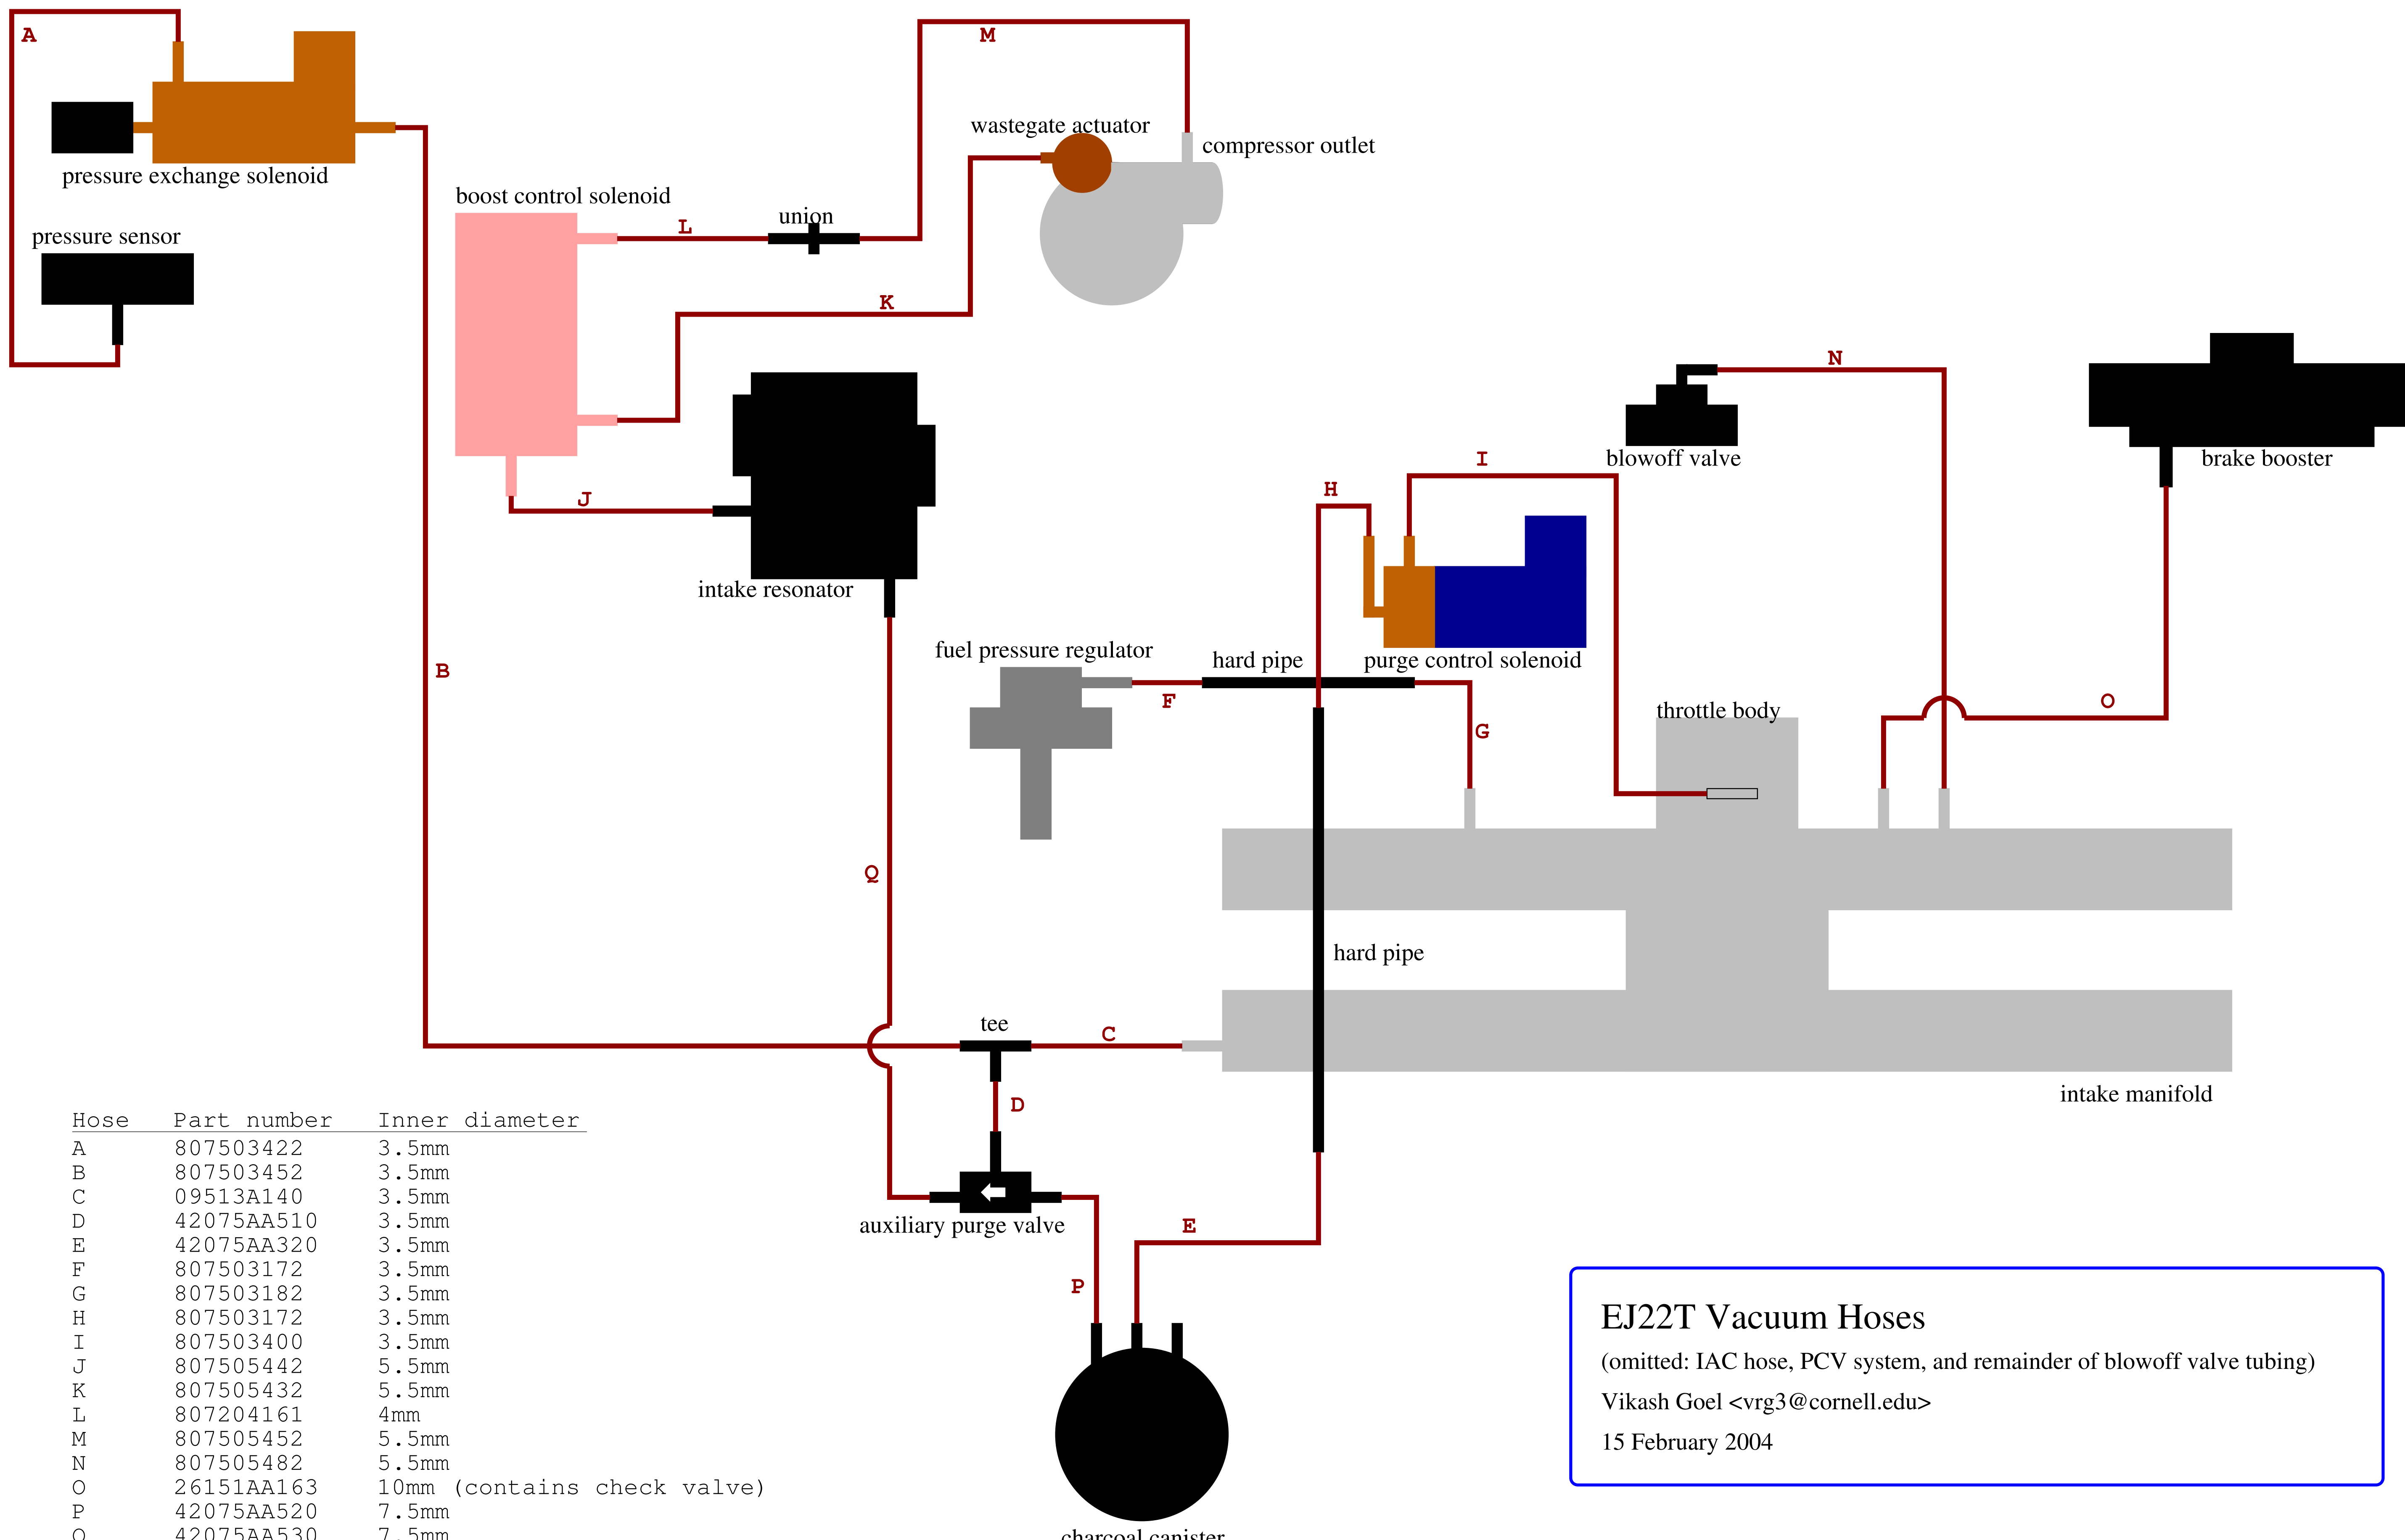 A
M
wastegate actuator
compressor outlet
pressure exchange solenoid
boost control solenoid
union
L
pressure sensor
K
N
blowoff valve
brake booster
I
H
J
intake resonator
fuel pressure regulator
hard pipe
purge control solenoid
B
F
G
throttle body
O
Q
hard pipe
tee
C
intake manifold
D
auxiliary purge valve
E
P
charcoal canister
Hose Part number Inner diameter
A 807503422 3.5mm
B 807503452 3.5mm
C 09513A140 3.5mm
D 42075AA510 3.5mm
E 42075AA320 3.5mm
F 807503172 3.5mm
G 807503182 3.5mm
H 807503172 3.5mm
I 807503400 3.5mm
J 807505442 5.5mm
K 807505432 5.5mm
L 807204161 4mm
M 807505452 5.5mm
N 807505482 5.5mm
O 26151AA163 10mm (contains check valve)
P 42075AA520 7.5mm
Q 42075AA530 7.5mm
EJ22T Vacuum Hoses
(omitted: IAC hose, PCV system, and remainder of blowoff valve tubing)
Vikash Goel <vrg3@cornell.edu>
15 February 2004